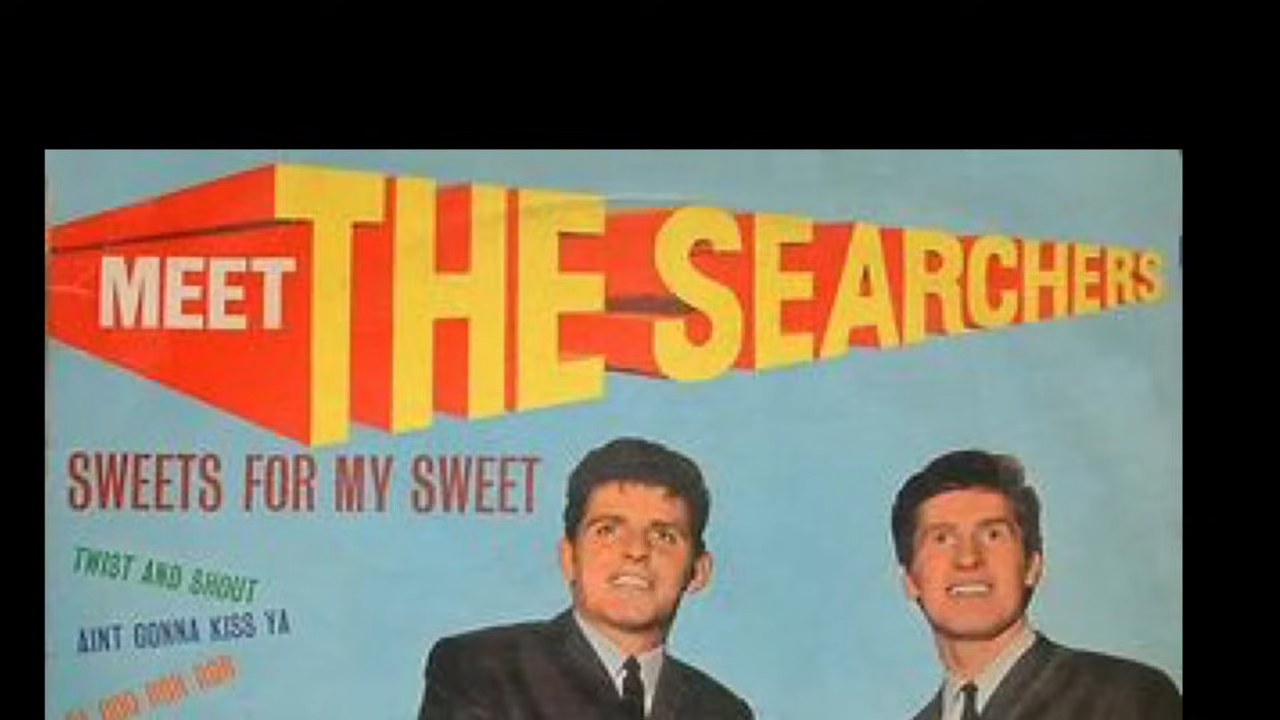 MEET THE SEARCHERS
SWEETS FOR MY SWEET
TWIST AND SHOUT
AINT GONNA KISS YA